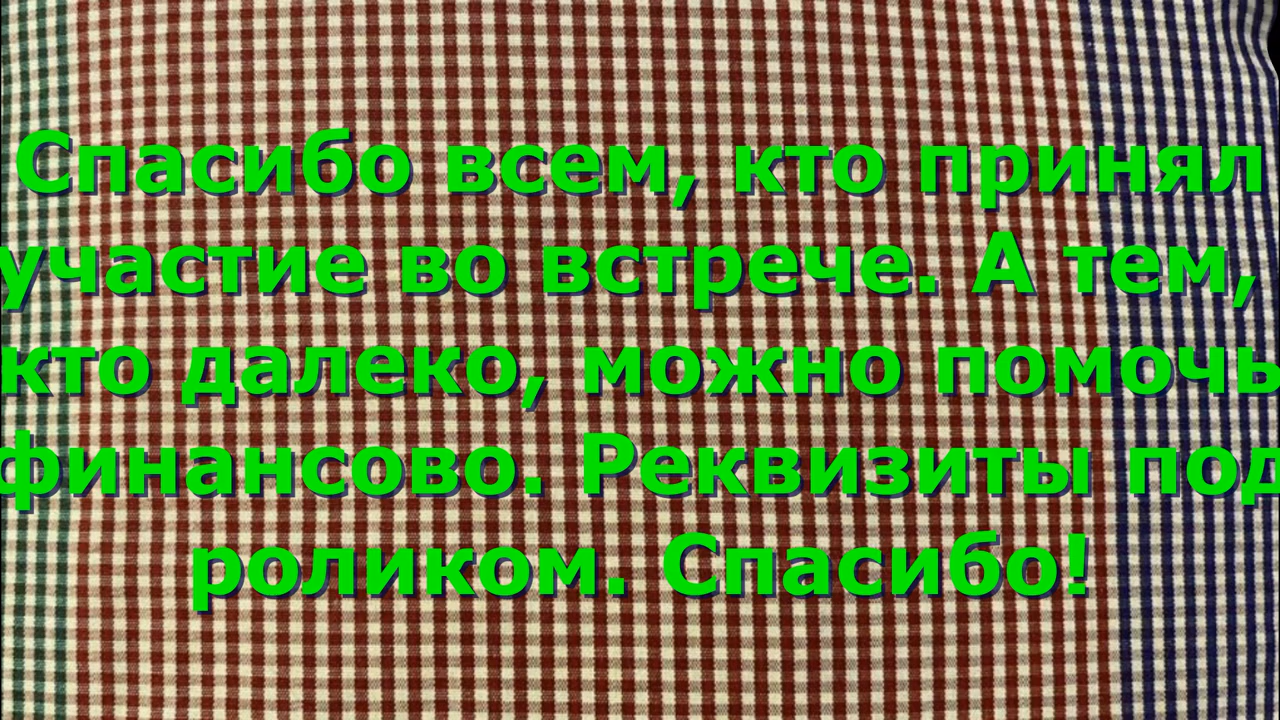 Спасибо всем, кто принял
участие во встрече. А тем,
кто далеко, можно помочь
финансово. Реквизиты под
роликом. Спасибо!